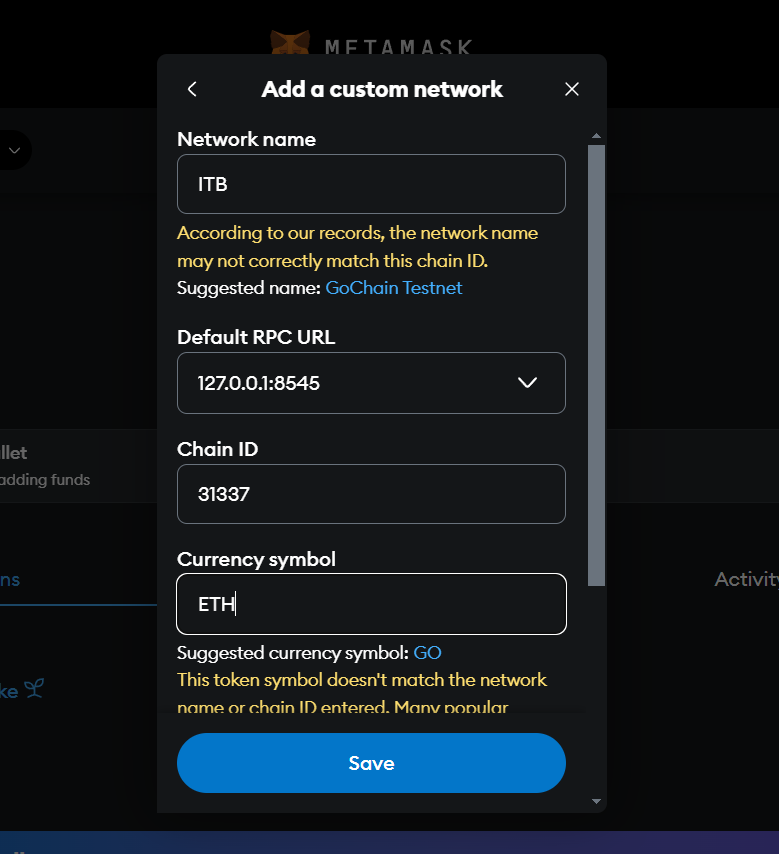 METAMASK
Add a custom network
Network name
ITB
According to our records, the network name
may not correctly match this chain ID.
Suggested name: GoChain Testnet
Default RPC URL
127.0.0.1:8545
llet
adding funds
Chain ID
31337
Currency symbol
ns
Activity
ETH
Suggested currency symbol: GO
This token symbol doesn't match the network
ke
name or chain ID entered. Many popular
Save